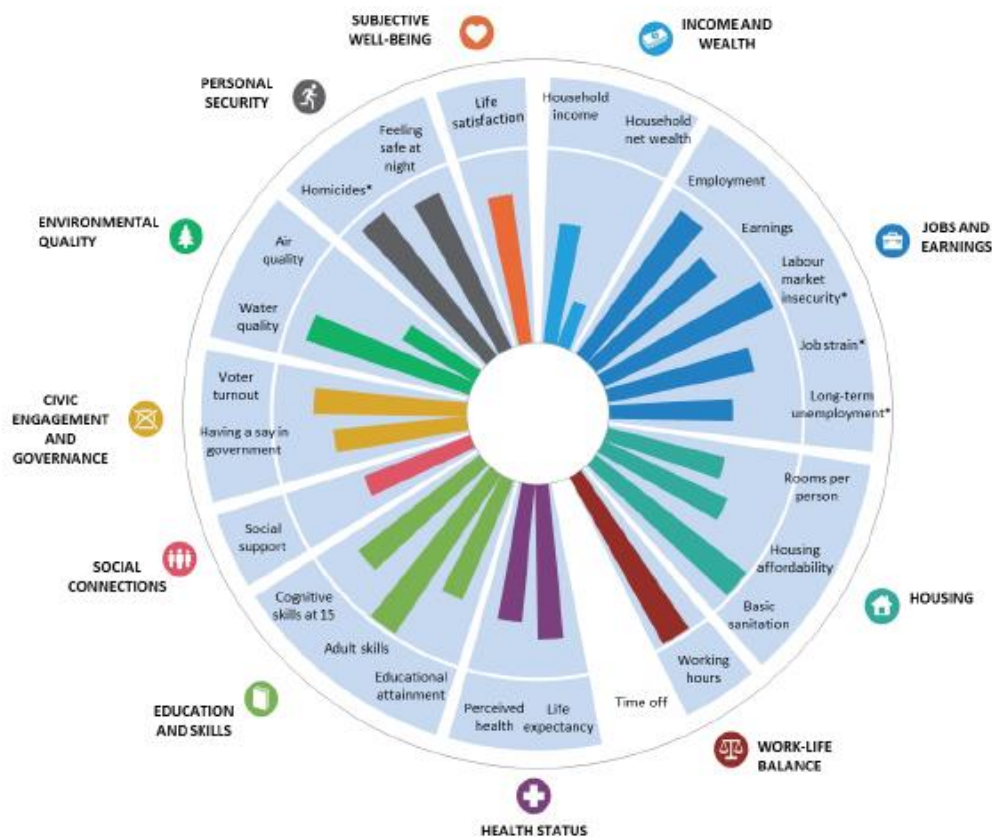 SUBJECTIVE
WELL-BEING
INCOME AND
WEALTH
PERSONAL
SECURITY
Life
satisfaction
Household
income
Household
net wealth
Feeling
safe at
night
Homicides*
Employment
ENVIRONMENTAL
QUALITY
Air
quality
Earnings
JOBS AND
EARNINGS
Labour
market
insecurity*
Water
quality
Job strain*
Voter
turnout
Long-term
unemployment*
CIVIC
ENGAGEMENT
AND
GOVERNANCE
Having a say in
government
Rooms per
person
Social
support
Housing
affordability
SOCIAL
CONNECTIONS
HOUSING
Cognitive
skills at 15
Basic
sanitation
Adult skills
Working
hours
Educational
attainment
Time off
Perceived
health
Life
expectancy
EDUCATION
AND SKILLS
WORK-LIFE
BALANCE
HEALTH STATUS